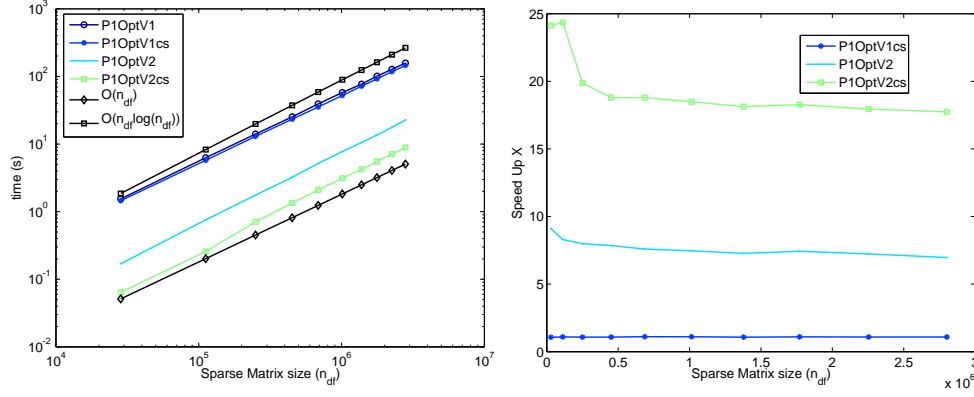 10^3
10^2
10^1
10^0
10^-1
10^-2
time (s)
P1OptV1
P1OptV1cs
P1OptV2
P1OptV2cs
O(n_df)
O(n_df log(n_df))
10^4
10^5
10^6
10^7
Sparse Matrix size (n_df)
25
20
15
10
5
0
Speed Up X
P1OptV1cs
P1OptV2
P1OptV2cs
0
0.5
1
1.5
2
2.5
3
x 10^6
Sparse Matrix size (n_df)